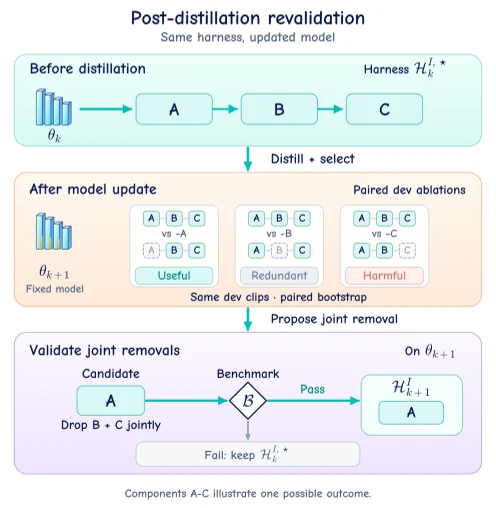 Post-distillation revalidation
Same harness, updated model
Before distillation
Harness $\mathcal{H}_k^{I,\star}$
A
B
C
$\theta_k$
Distill + select
After model update
Paired dev ablations
A B C
vs -A
A B C
Useful
A B C
vs -B
A B C
Redundant
A B C
vs -C
A B C
Harmful
$\theta_{k+1}$
Fixed model
Same dev clips · paired bootstrap
Propose joint removal
Validate joint removals
On $\theta_{k+1}$
Candidate
A
Drop B + C jointly
Benchmark
$\mathcal{B}$
Pass
$\mathcal{H}_{k+1}^{I}$
A
Fail: keep $\mathcal{H}_k^{I,\star}$
Components A-C illustrate one possible outcome.